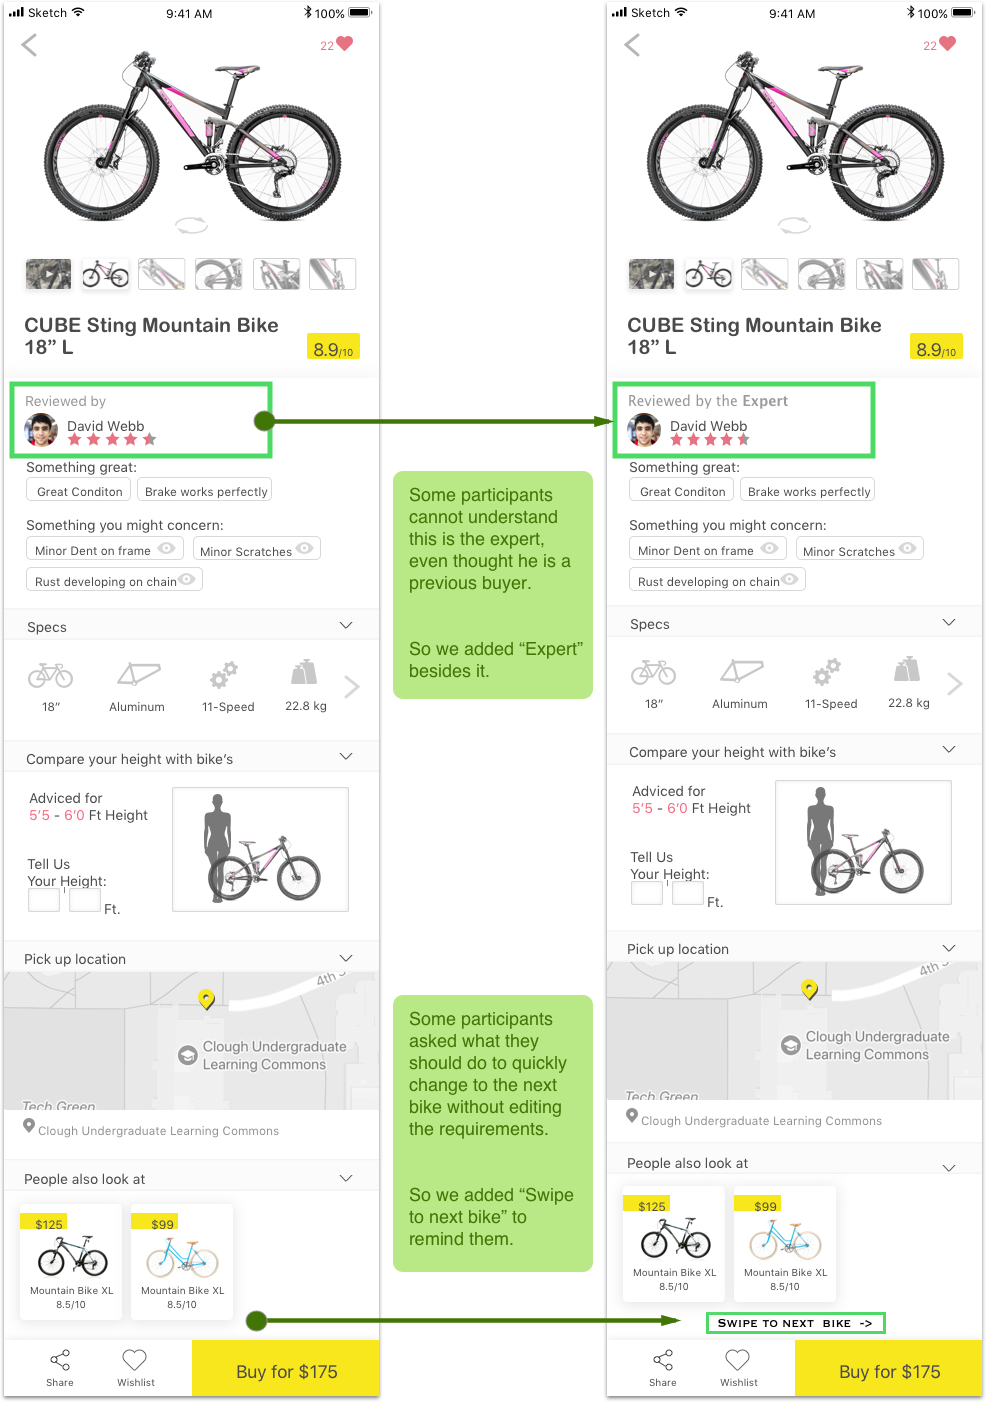 Sketch 9:41 AM 100%
22
CUBE Sting Mountain Bike
18” L
8.9/10
Reviewed by
David Webb
Something great:
Great Conditon Brake works perfectly
Something you might concern:
Minor Dent on frame Minor Scratches
Rust developing on chain
Specs
18” Aluminum 11-Speed 22.8 kg
Compare your height with bike’s
Adviced for
5’5 - 6’0 Ft Height
Tell Us
Your Height:
' Ft.
Pick up location
4th S
Clough Undergraduate
Learning Commons
Tech Green
Clough Undergraduate Learning Commons
People also look at
$125 $99
Mountain Bike XL Mountain Bike XL
8.5/10 8.5/10
Share Wishlist Buy for $175
Some participants
cannot understand
this is the expert,
even thought he is a
previous buyer.
So we added “Expert”
besides it.
Some participants
asked what they
should do to quickly
change to the next
bike without editing
the requirements.
So we added “Swipe
to next bike” to
remind them.
Sketch 9:41 AM 100%
22
CUBE Sting Mountain Bike
18” L
8.9/10
Reviewed by the Expert
David Webb
Something great:
Great Conditon Brake works perfectly
Something you might concern:
Minor Dent on frame Minor Scratches
Rust developing on chain
Specs
18” Aluminum 11-Speed 22.8 kg
Compare your height with bike’s
Adviced for
5’5 - 6’0 Ft Height
Tell Us
Your Height:
' Ft.
Pick up location
4th S
Clough Undergraduate
Learning Commons
Tech Green
Clough Undergraduate Learning Commons
People also look at
$125 $99
Mountain Bike XL Mountain Bike XL
8.5/10 8.5/10
Swipe to next bike ->
Share Wishlist Buy for $175